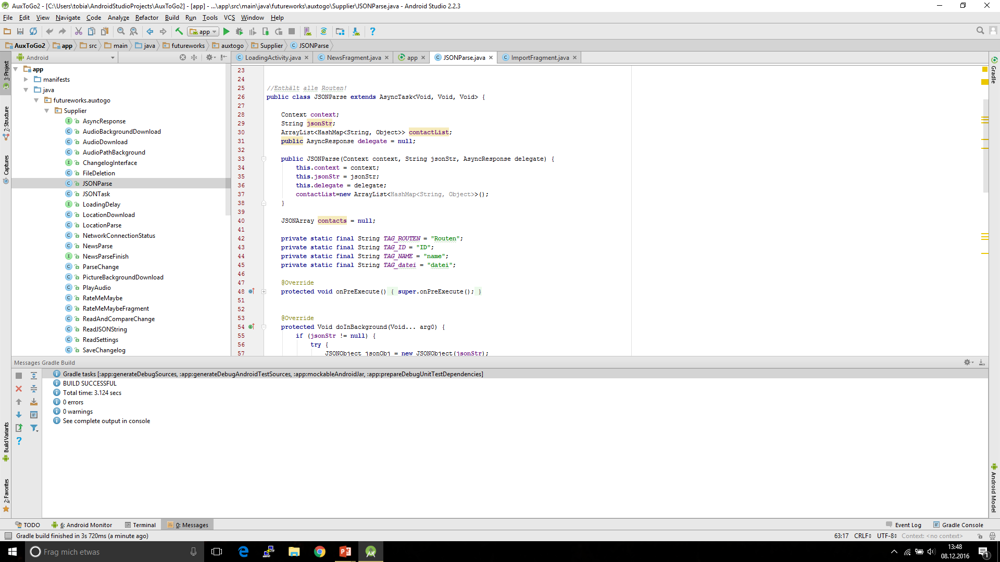 AuxToGo2 - [C:\Users\tobia\AndroidStudioProjects\AuxToGo2] - [app] - ...\app\src\main\java\futureworks\auxtogo\Supplier\JSONParse.java - Android Studio 2.2.3
File Edit View Navigate Code Analyze Refactor Build Run Tools VCS Window Help
app
AuxToGo2 app src main java futureworks auxtogo Supplier JSONParse
Android
LoadingActivity.java NewsFragment.java app JSONParse.java ImportFragment.java
1: Project
7: Structure
Captures
Build Variants
2: Favorites
app
manifests
java
futureworks.auxtogo
Supplier
AsyncResponse
AudioBackgroundDownload
AudioDownload
AudioPathBackground
ChangelogInterface
FileDeletion
JSONParse
JSONTask
LoadingDelay
LocationDownload
LocationParse
NetworkConnectionStatus
NewsParse
NewsParseFinish
ParseChange
PictureBackgroundDownload
PlayAudio
RateMeMaybe
RateMeMaybeFragment
ReadAndCompareChange
ReadJSONString
ReadSettings
SaveChangelog
23
24
25 //Enthält alle Routen!
26 public class JSONParse extends AsyncTask<Void, Void, Void> {
27
28 Context context;
29 String jsonStr;
30 ArrayList<HashMap<String, Object>> contactList;
31 public AsyncResponse delegate = null;
32
33 public JSONParse(Context context, String jsonStr, AsyncResponse delegate) {
34 this.context = context;
35 this.jsonStr = jsonStr;
36 this.delegate = delegate;
37 contactList=new ArrayList<HashMap<String, Object>>();
38 }
39
40 JSONArray contacts = null;
41
42 private static final String TAG_ROUTEN = "Routen";
43 private static final String TAG_ID = "ID";
44 private static final String TAG_NAME = "name";
45 private static final String TAG_datei = "datei";
46
47 @Override
48 protected void onPreExecute() { super.onPreExecute(); }
51
52
53 @Override
54 protected Void doInBackground(Void... arg0) {
55 if (jsonStr != null) {
56 try {
57 JSONObject jsonObj = new JSONObject(jsonStr);
Gradle
Android Model
Messages Gradle Build
Gradle tasks [:app:generateDebugSources, :app:generateDebugAndroidTestSources, :app:mockableAndroidJar, :app:prepareDebugUnitTestDependencies]
BUILD SUCCESSFUL
Total time: 3.124 secs
0 errors
0 warnings
See complete output in console
TODO 6: Android Monitor Terminal 0: Messages Event Log Gradle Console
Gradle build finished in 3s 720ms (a minute ago) 63:17 CRLF UTF-8 Context: <no context>
Frag mich etwas
13:48
08.12.2016
1